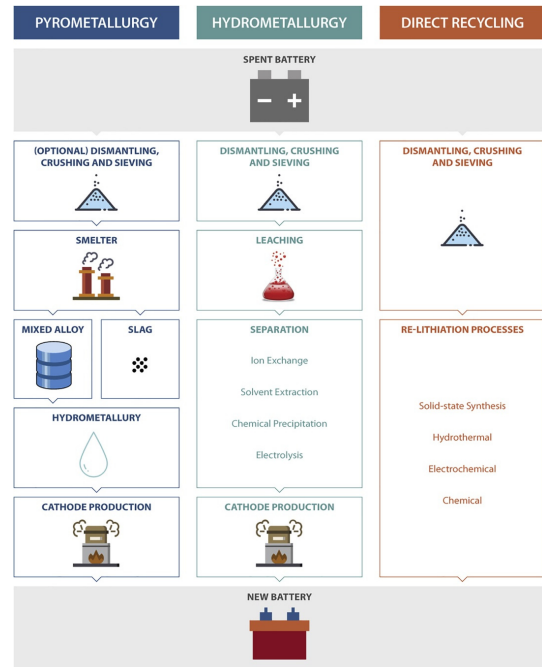 PYROMETALLURGY
HYDROMETALLURGY
DIRECT RECYCLING
SPENT BATTERY
(OPTIONAL) DISMANTLING,
CRUSHING AND SIEVING
DISMANTLING, CRUSHING
AND SIEVING
DISMANTLING, CRUSHING
AND SIEVING
SMELTER
LEACHING
MIXED ALLOY
SLAG
SEPARATION
Ion Exchange
Solvent Extraction
Chemical Precipitation
Electrolysis
RE-LITHIATION PROCESSES
Solid-state Synthesis
Hydrothermal
Electrochemical
Chemical
HYDROMETALLURY
CATHODE PRODUCTION
CATHODE PRODUCTION
NEW BATTERY